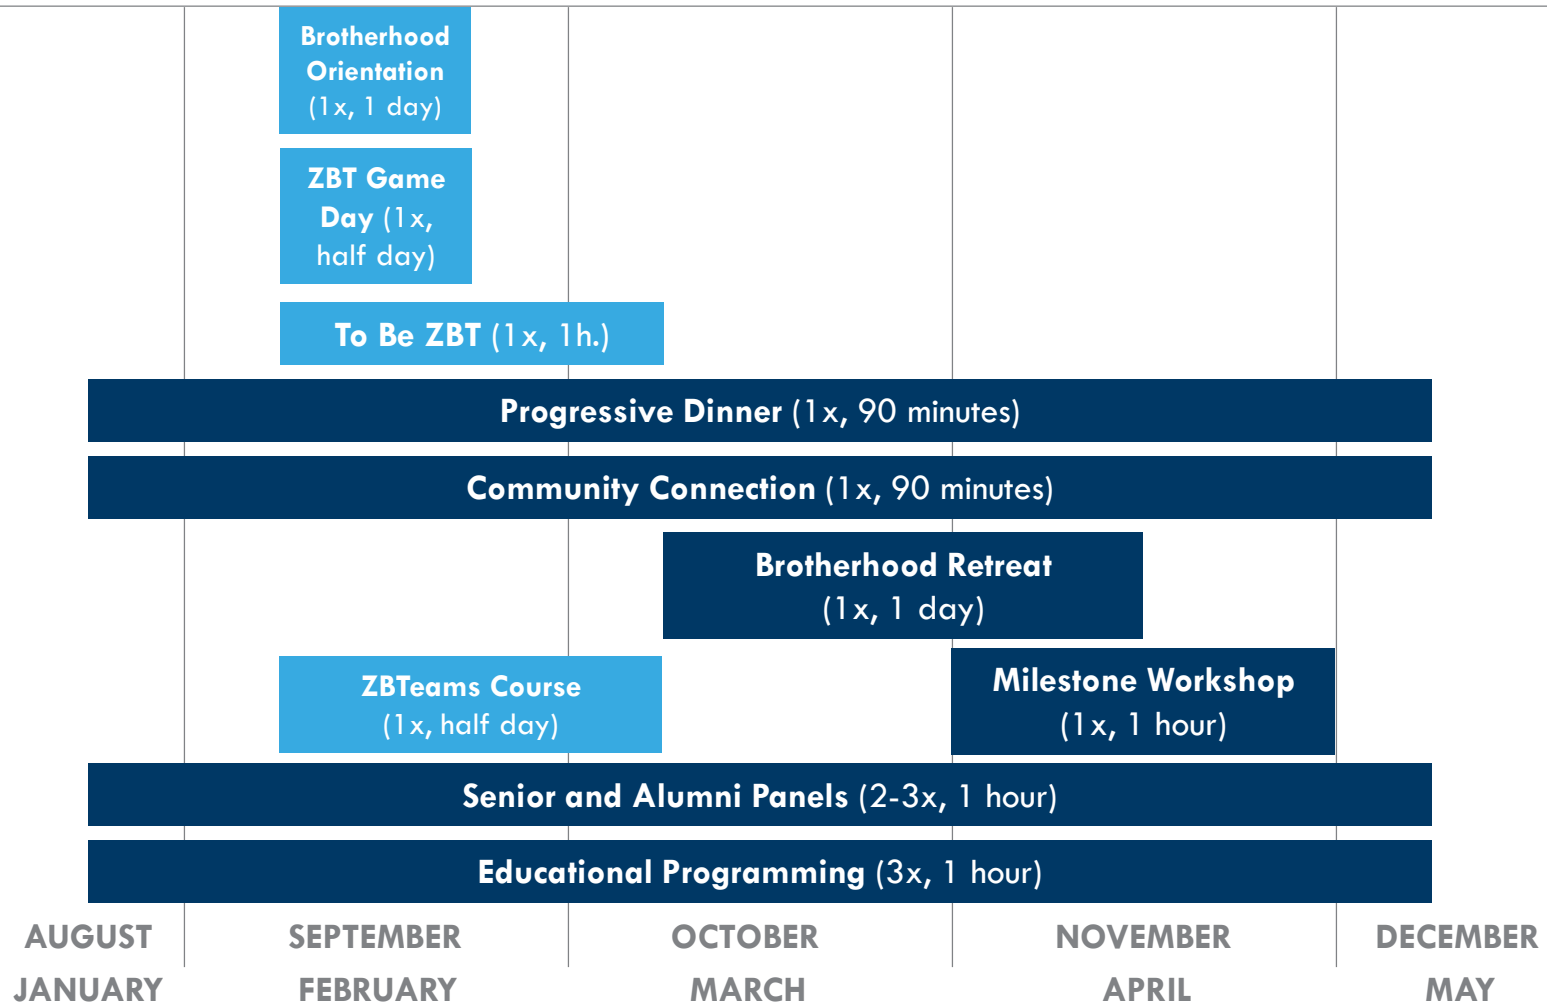 Brotherhood
Orientation
(1x, 1 day)
ZBT Game
Day (1x,
half day)
To Be ZBT (1x, 1h.)
Progressive Dinner (1x, 90 minutes)
Community Connection (1x, 90 minutes)
Brotherhood Retreat
(1x, 1 day)
ZBTeams Course
(1x, half day)
Milestone Workshop
(1x, 1 hour)
Senior and Alumni Panels (2-3x, 1 hour)
Educational Programming (3x, 1 hour)
AUGUST SEPTEMBER OCTOBER NOVEMBER DECEMBER
JANUARY FEBRUARY MARCH APRIL MAY